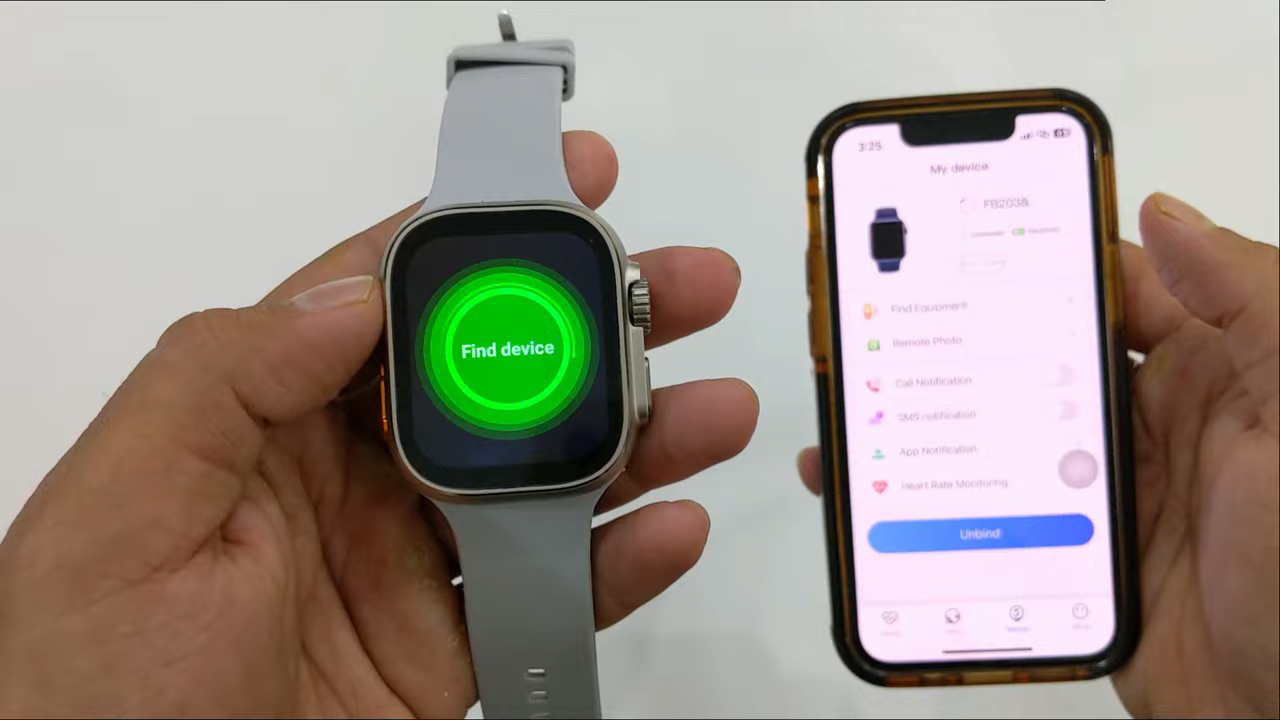 Find device
3:25
My device
Find Equipment
Remote Photo
Call Notification
SMS notification
App Notification
Heart Rate Monitoring
Unbind